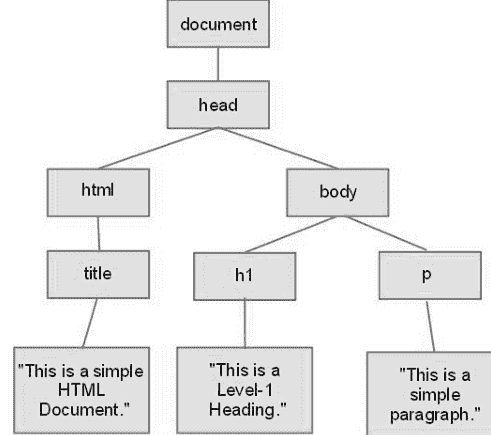 document
head
html
body
title
h1
p
"This is a simple
HTML
Document."
"This is a
Level-1
Heading."
"This is a
simple
paragraph."